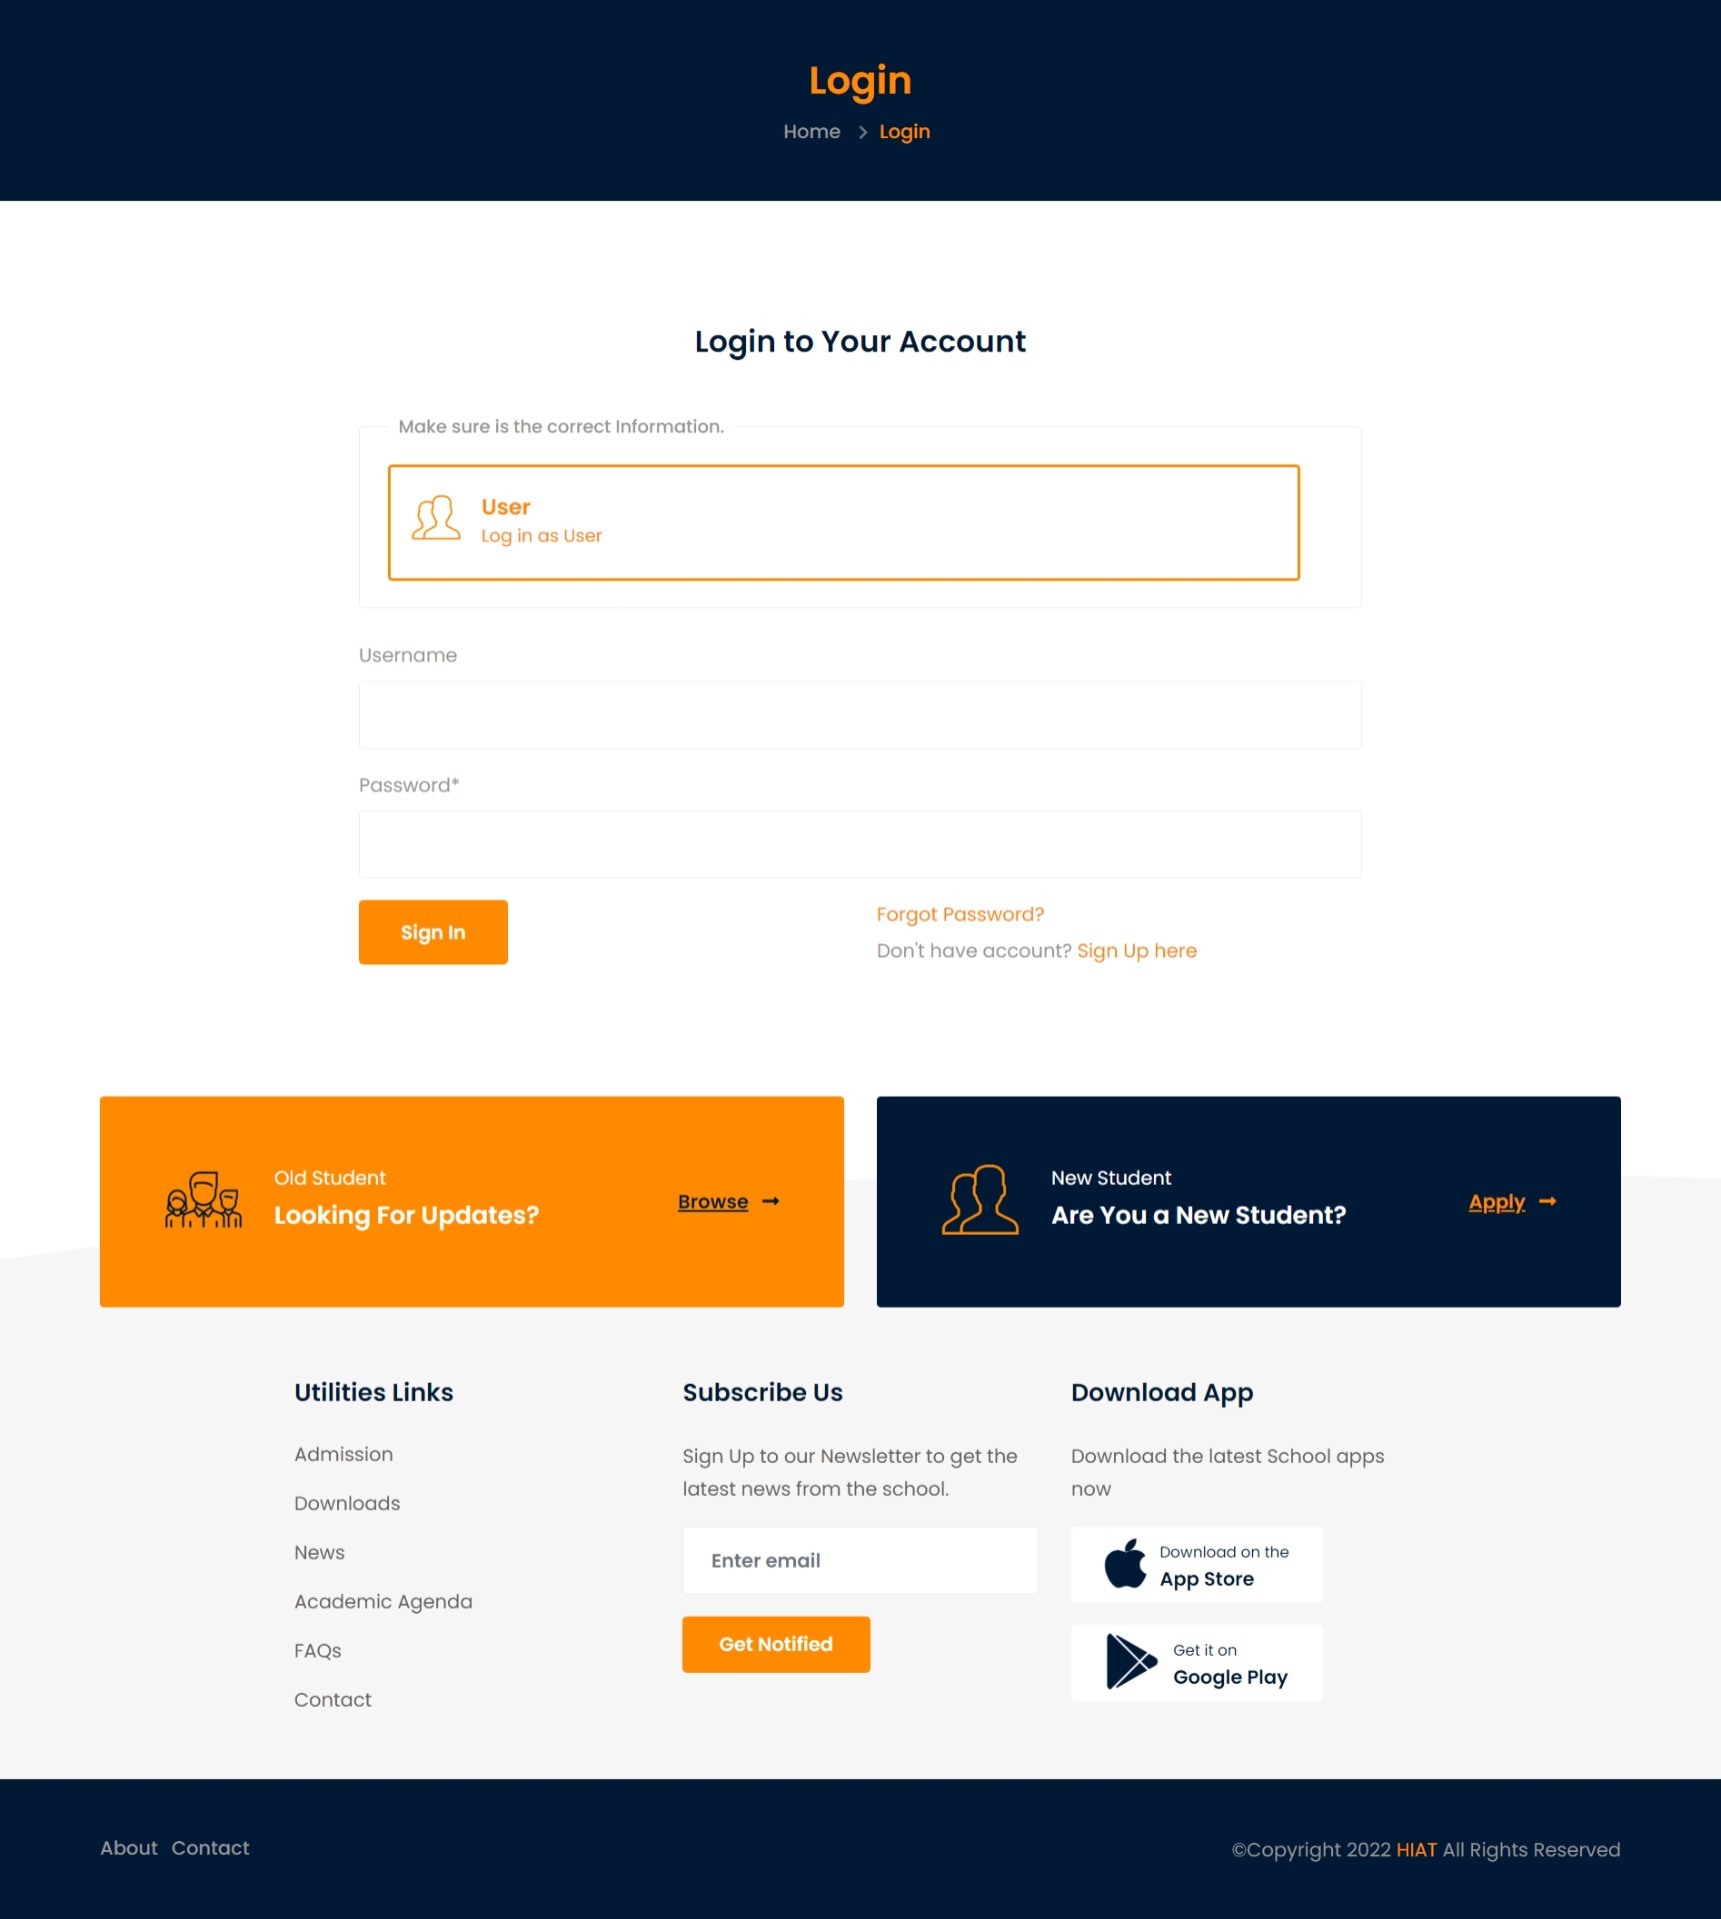 Login
Home > Login
Login to Your Account
Make sure is the correct Information.
User
Log in as User
Username
Password*
Sign In
Forgot Password?
Don't have account? Sign Up here
Old Student
Looking For Updates?
Browse
New Student
Are You a New Student?
Apply
Utilities Links
Admission
Downloads
News
Academic Agenda
FAQs
Contact
Subscribe Us
Sign Up to our Newsletter to get the
latest news from the school.
Enter email
Get Notified
Download App
Download the latest School apps
now
Download on the
App Store
Get it on
Google Play
About Contact
©Copyright 2022 HIAT All Rights Reserved